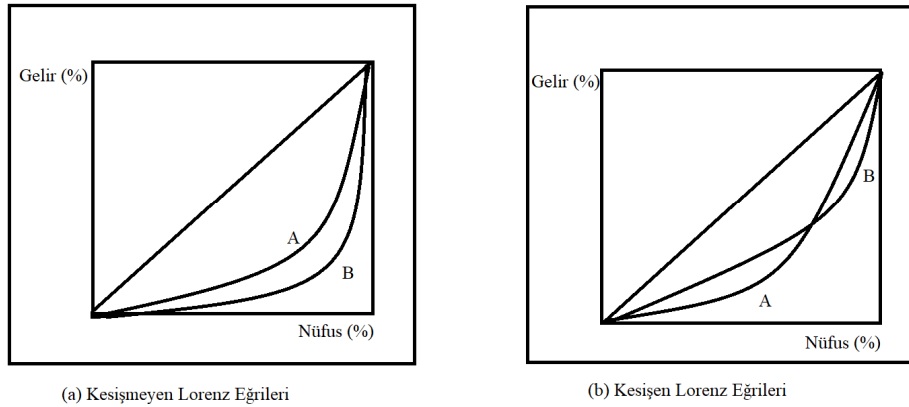 Gelir (%)
A
B
Nüfus (%)
(a) Kesişmeyen Lorenz Eğrileri
Gelir (%)
B
A
Nüfus (%)
(b) Kesişen Lorenz Eğrileri